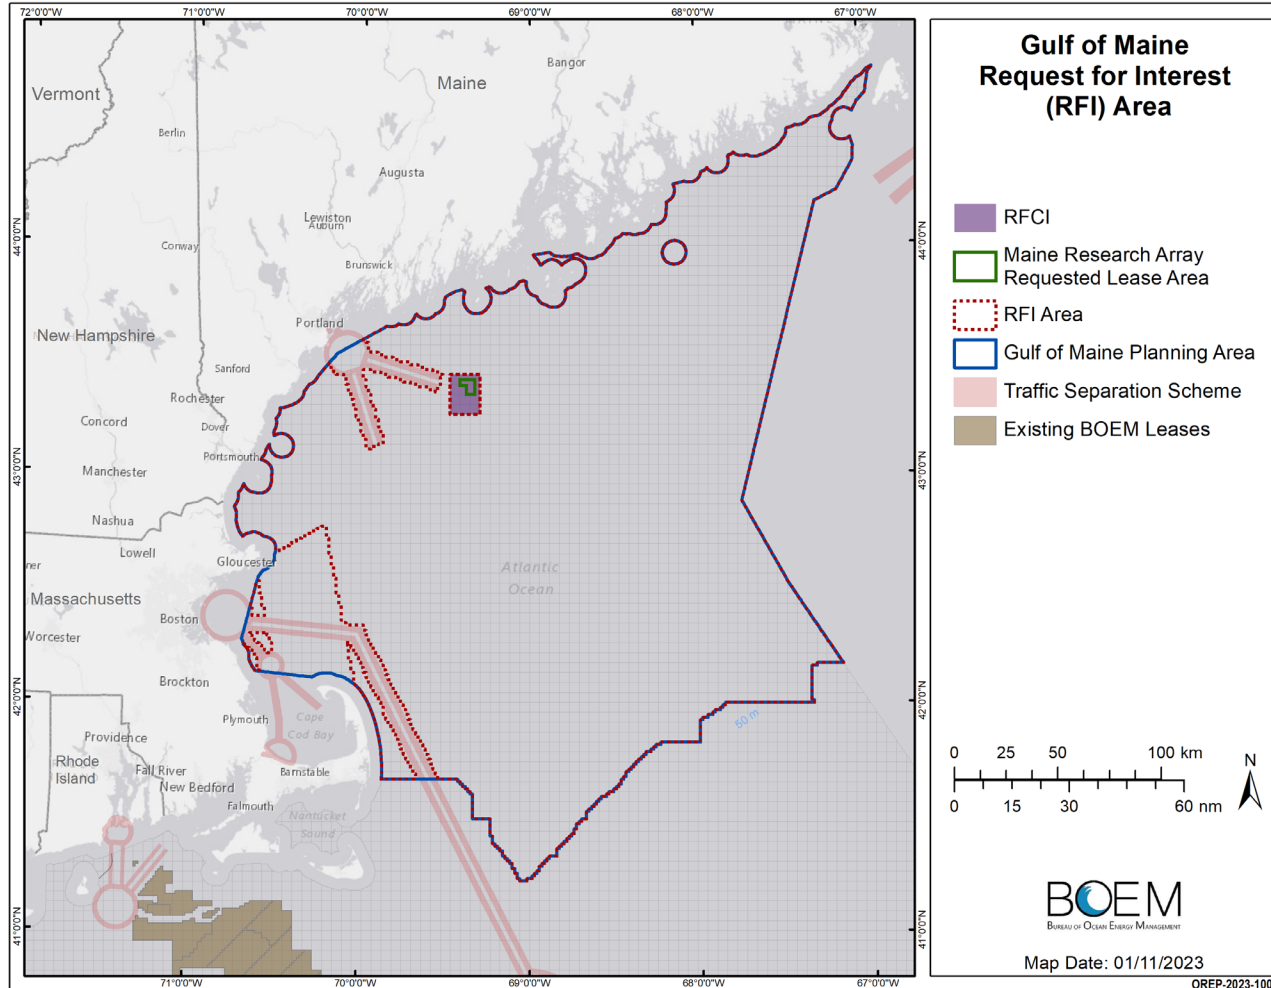 72°0'0"W
71°0'0"W
70°0'0"W
69°0'0"W
68°0'0"W
67°0'0"W
Gulf of Maine
Request for Interest
(RFI) Area
RFCI
Maine Research Array
Requested Lease Area
RFI Area
Gulf of Maine Planning Area
Traffic Separation Scheme
Existing BOEM Leases
Vermont
Maine
Bangor
Berlin
Augusta
Lewiston
Auburn
44°0'0"N
44°0'0"N
Conway
Brunswick
Portland
New Hampshire
Sanford
Rochester
Concord
Dover
Portsmouth
43°0'0"N
43°0'0"N
Manchester
Nashua
Lowell
Gloucester
ner
Atlantic
Ocean
Massachusetts
Boston
Worcester
Brockton
42°0'0"N
42°0'0"N
50 m
Plymouth
Cape
Cod Bay
Providence
Rhode
Island
Fall River
Barnstable
New Bedford
Falmouth
Nantucket
Sound
41°0'0"N
41°0'0"N
71°0'0"W
70°0'0"W
69°0'0"W
68°0'0"W
67°0'0"W
0 25 50 100 km
0 15 30 60 nm
N
BOEM
BUREAU OF OCEAN ENERGY MANAGEMENT
Map Date: 01/11/2023
OREP-2023-100